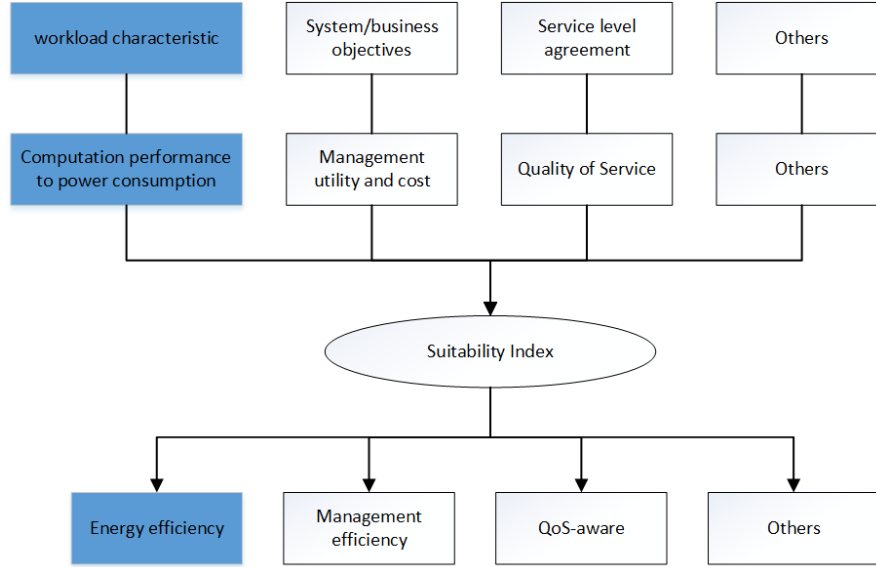 workload characteristic
System/business
objectives
Service level
agreement
Others
Computation performance
to power consumption
Management
utility and cost
Quality of Service
Others
Suitability Index
Energy efficiency
Management
efficiency
QoS-aware
Others